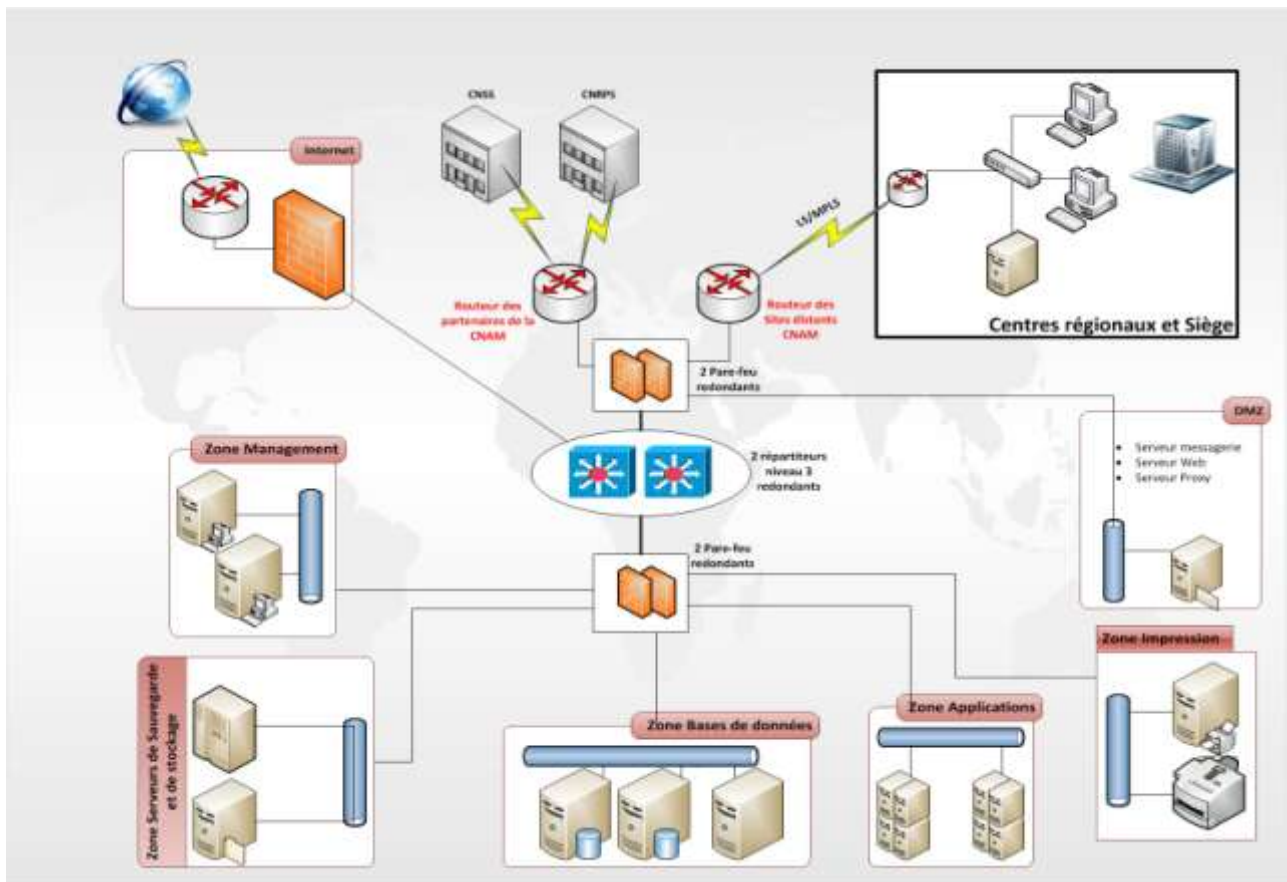 CNSS
CNRPS
Internet
LS/MPLS
Routeur des
partenaires de la
CNAM
Routeur des
Sites distants
CNAM
Centres régionaux et Siège
2 Pare-feu
redondants
DMZ
• Serveur messagerie
• Serveur Web
• Serveur Proxy
Zone Management
2 répartiteurs
niveau 3
redondants
2 Pare-feu
redondants
Zone Impression
Zone Serveurs de Sauvegarde
et de stockage
Zone Bases de données
Zone Applications